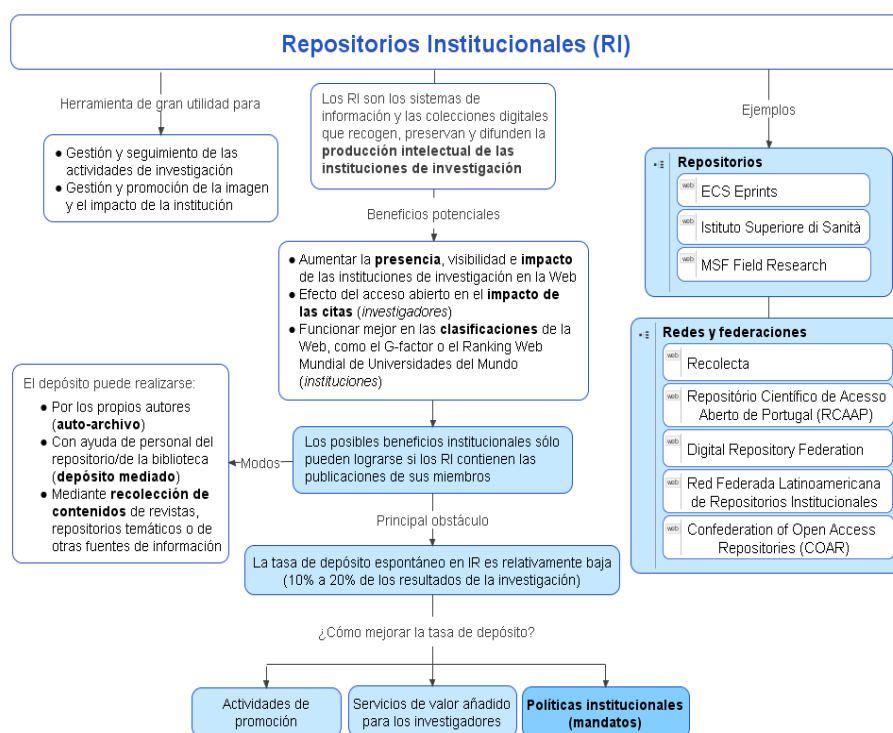 Repositorios Institucionales (RI)
Herramienta de gran utilidad para
● Gestión y seguimiento de las
actividades de investigación
● Gestión y promoción de la imagen
y el impacto de la institución
Los RI son los sistemas de
información y las colecciones digitales
que recogen, preservan y difunden la
producción intelectual de las
instituciones de investigación
Beneficios potenciales
● Aumentar la presencia, visibilidad e impacto
de las instituciones de investigación en la Web
● Efecto del acceso abierto en el impacto de
las citas (investigadores)
● Funcionar mejor en las clasificaciones de la
Web, como el G-factor o el Ranking Web
Mundial de Universidades del Mundo
(instituciones)
Los posibles beneficios institucionales sólo
pueden lograrse si los RI contienen las
publicaciones de sus miembros
Modos
El depósito puede realizarse:
● Por los propios autores
(auto-archivo)
● Con ayuda de personal del
repositorio/de la biblioteca
(depósito mediado)
● Mediante recolección de
contenidos de revistas,
repositorios temáticos o de
otras fuentes de información
Principal obstáculo
La tasa de depósito espontáneo en IR es relativamente baja
(10% a 20% de los resultados de la investigación)
¿Cómo mejorar la tasa de depósito?
Actividades de
promoción
Servicios de valor añadido
para los investigadores
Políticas institucionales
(mandatos)
Ejemplos
Repositorios
web ECS Eprints
web Istituto Superiore di Sanità
web MSF Field Research
Redes y federaciones
web Recolecta
web Repositório Científico de Acesso
Aberto de Portugal (RCAAP)
web Digital Repository Federation
web Red Federada Latinoamericana
de Repositorios Institucionales
web Confederation of Open Access
Repositories (COAR)